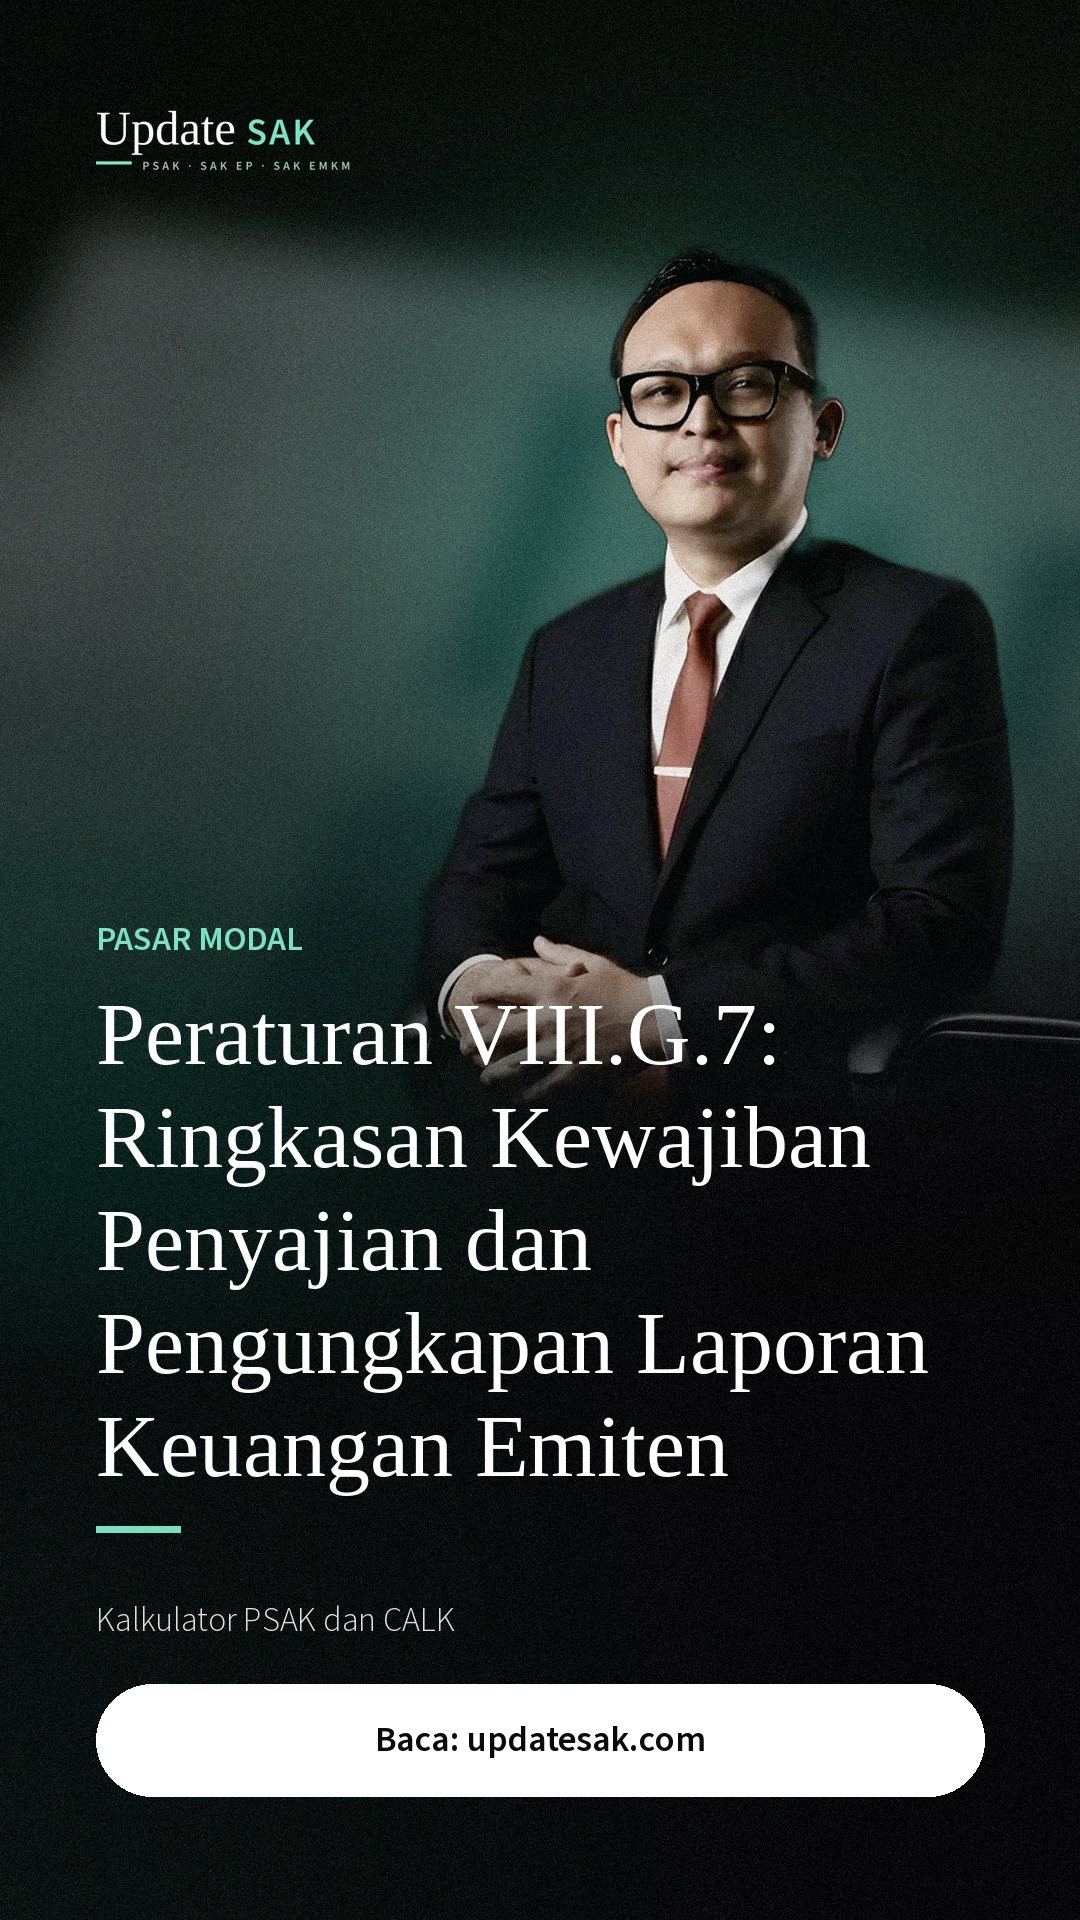 Update SAK
PSAK · SAK EP · SAK EMKM
PASAR MODAL
Peraturan VIII.G.7:
Ringkasan Kewajiban
Penyajian dan
Pengungkapan Laporan
Keuangan Emiten
Kalkulator PSAK dan CALK
Baca: updatesak.com